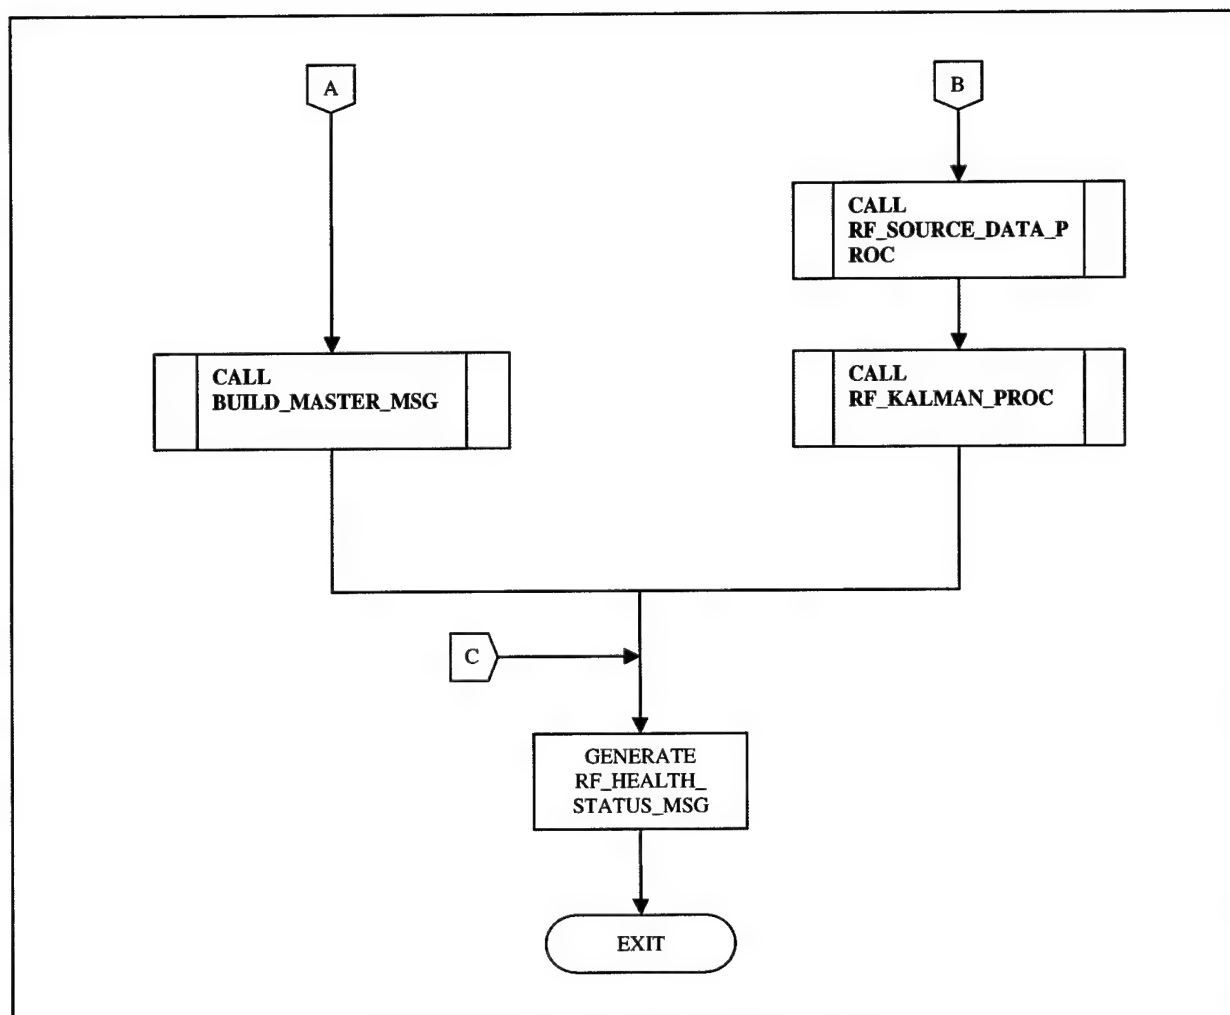 A
B
CALL
RF_SOURCE_DATA_P
ROC
CALL
BUILD_MASTER_MSG
CALL
RF_KALMAN_PROC
C
GENERATE
RF_HEALTH_
STATUS_MSG
EXIT